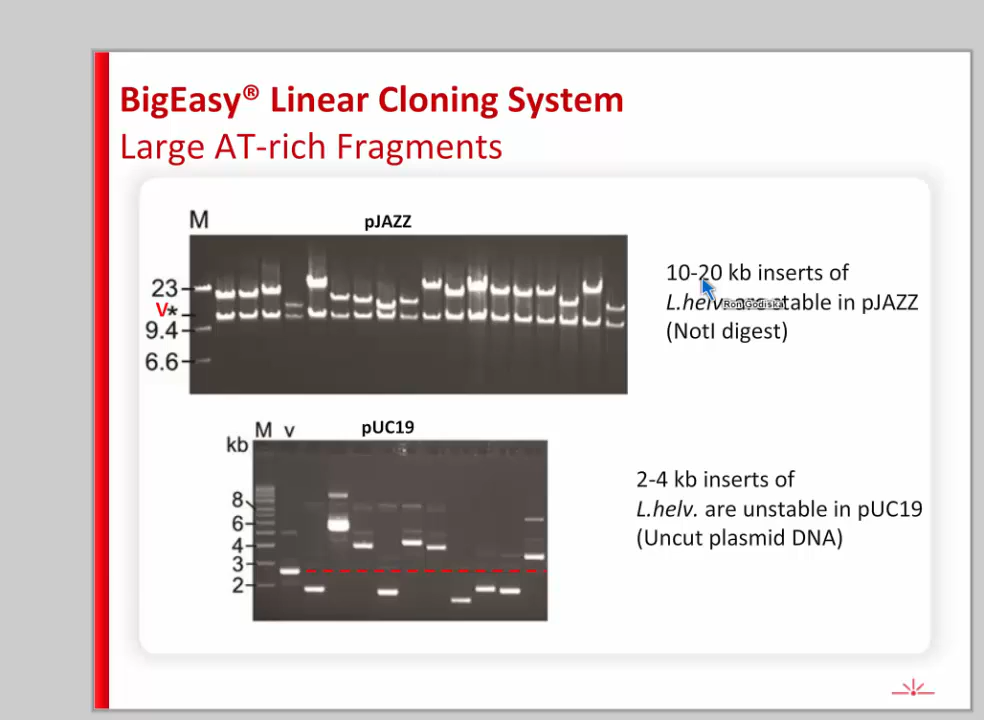 BigEasy® Linear Cloning System
Large AT-rich Fragments
M
pJAZZ
23
V*
9.4
6.6
10-20 kb inserts of
L.helv. are stable in pJAZZ
(NotI digest)
Ron Godiska
M v
pUC19
kb
8
6
4
3
2
2-4 kb inserts of
L.helv. are unstable in pUC19
(Uncut plasmid DNA)